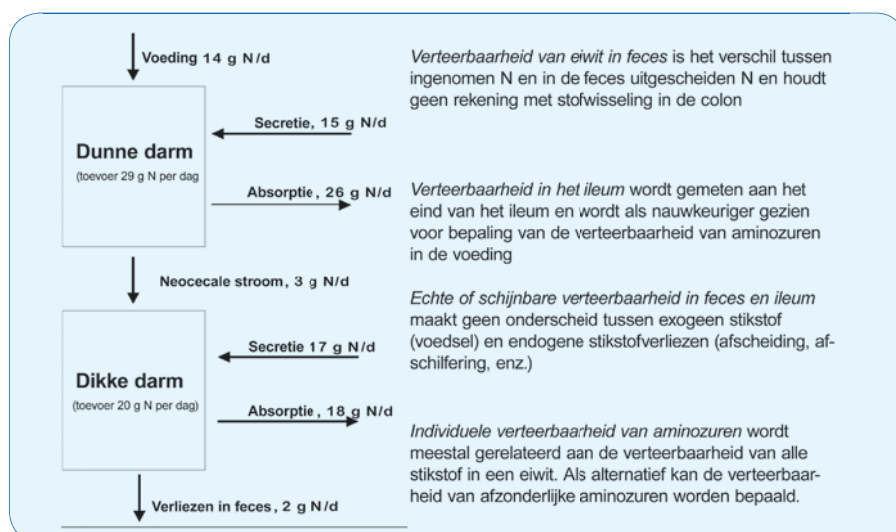 Voeding 14 g N/d
Secretie, 15 g N/d
Dunne darm
(toevoer 29 g N per dag
Absorptie, 26 g N/d
Neocecale stroom, 3 g N/d
Secretie 17 g N/d
Dikke darm
(toevoer 20 g N per dag)
Absorptie, 18 g N/d
Verliezen in feces, 2 g N/d
Verteerbaarheid van eiwit in feces is het verschil tussen
ingenomen N en in de feces uitgescheiden N en houdt
geen rekening met stofwisseling in de colon
Verteerbaarheid in het ileum wordt gemeten aan het
eind van het ileum en wordt als nauwkeuriger gezien
voor bepaling van de verteerbaarheid van aminozuren
in de voeding
Echte of schijnbare verteerbaarheid in feces en ileum
maakt geen onderscheid tussen exogeen stikstof
(voedsel) en endogene stikstofverliezen (afscheiding, af-
schilfering, enz.)
Individuele verteerbaarheid van aminozuren wordt
meestal gerelateerd aan de verteerbaarheid van alle
stikstof in een eiwit. Als alternatief kan de verteerbaar-
heid van afzonderlijke aminozuren worden bepaald.